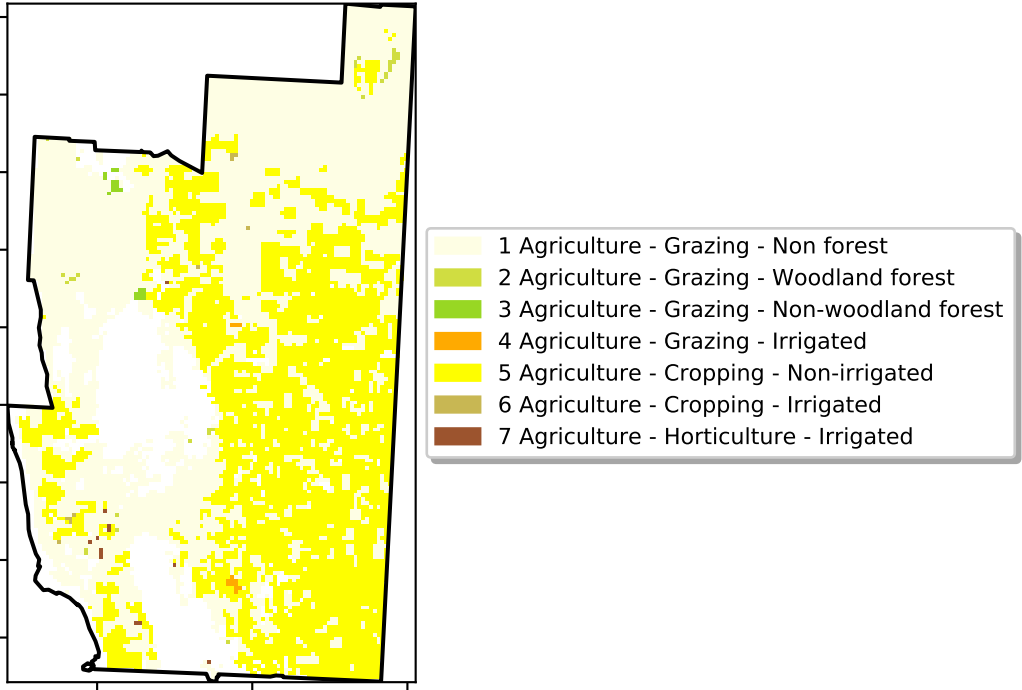 1 Agriculture - Grazing - Non forest
2 Agriculture - Grazing - Woodland forest
3 Agriculture - Grazing - Non-woodland forest
4 Agriculture - Grazing - Irrigated
5 Agriculture - Cropping - Non-irrigated
6 Agriculture - Cropping - Irrigated
7 Agriculture - Horticulture - Irrigated